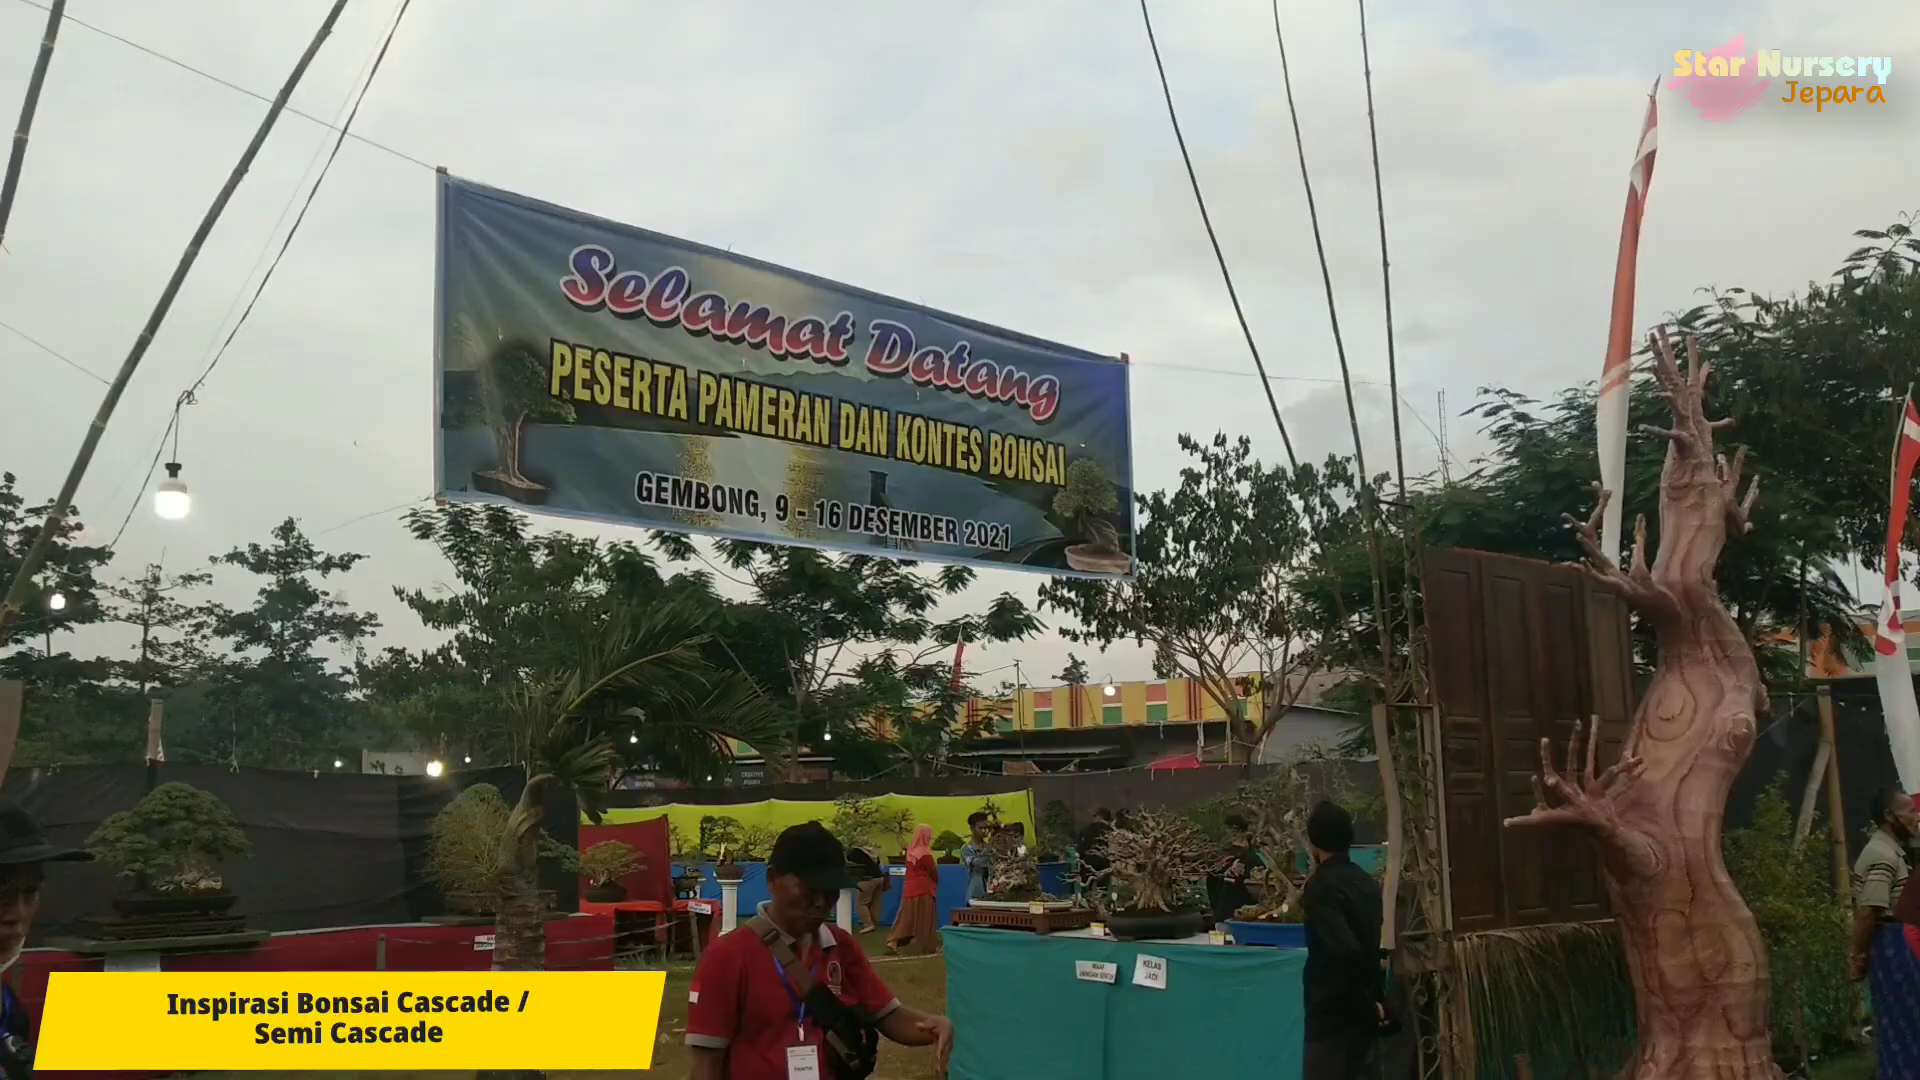 Star Nursery
Jepara
Selamat Datang
PESERTA PAMERAN DAN KONTES BONSAI
GEMBONG, 9 - 16 DESEMBER 2021
KELAS
JADI
Inspirasi Bonsai Cascade /
Semi Cascade